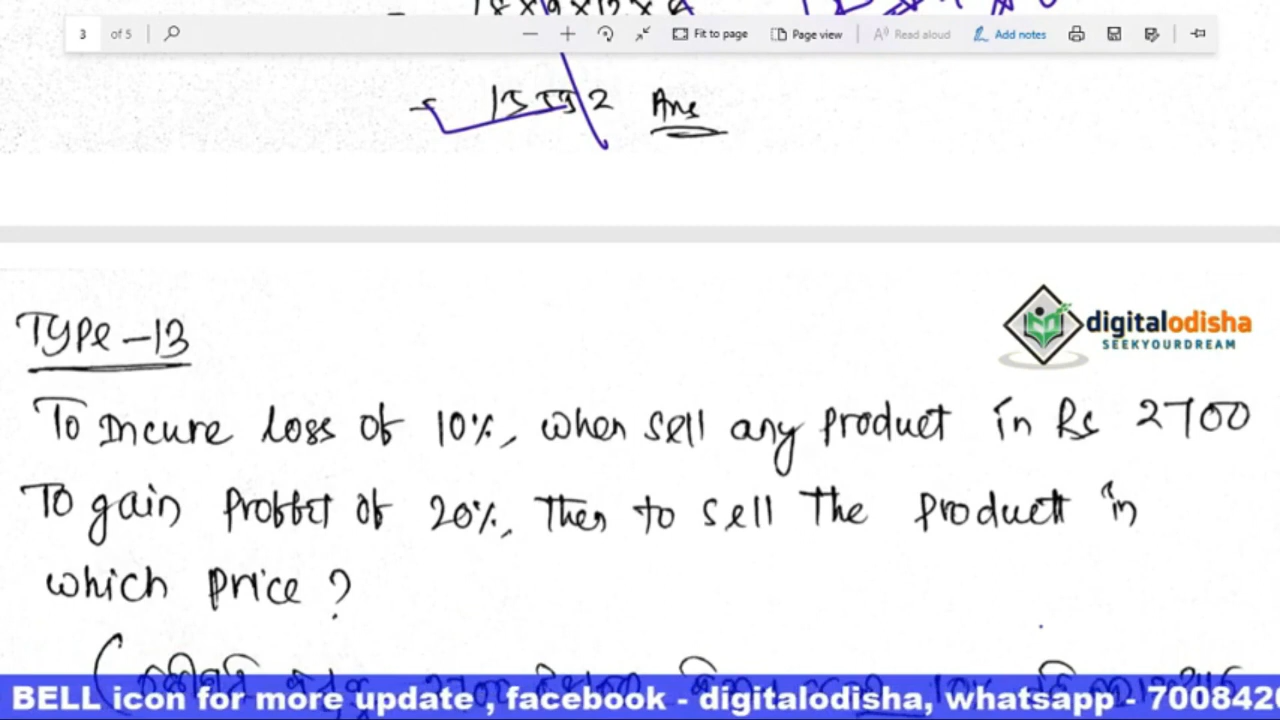 3 of 5 Fit to page Page view Read aloud Add notes
Ans
TYPE-13
digitalodisha
SEEKYOURDREAM
To Incure loss of 10%, when sell any product in Rs 2700
To gain Profbit of 20%, Then to sell The product in
which price ?
BELL icon for more update , facebook - digitalodisha, whatsapp - 700842